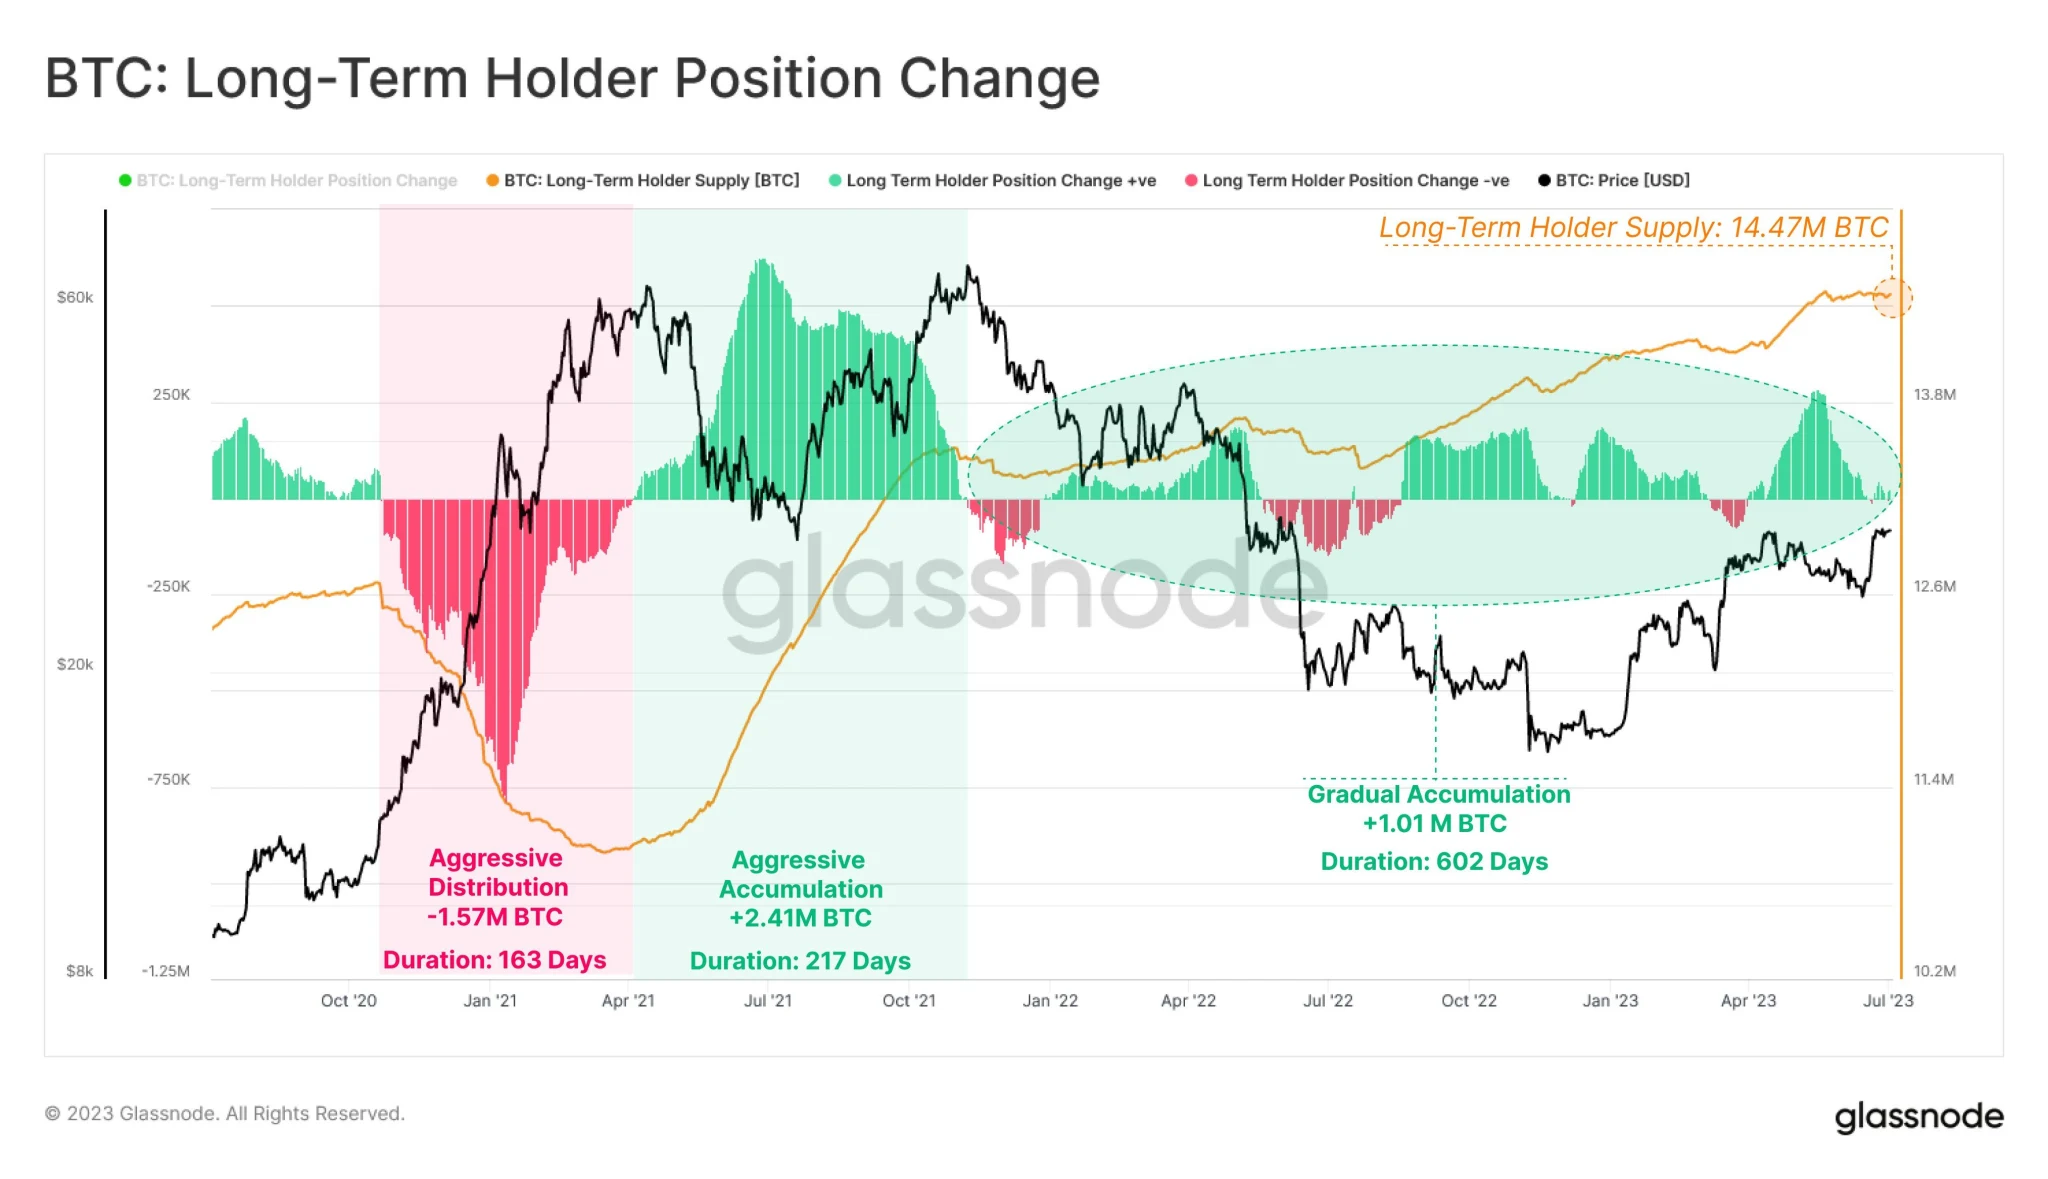 BTC: Long-Term Holder Position Change
BTC: Long-Term Holder Position Change
BTC: Long-Term Holder Supply [BTC]
Long Term Holder Position Change +ve
Long Term Holder Position Change -ve
BTC: Price [USD]
Long-Term Holder Supply: 14.47M BTC
$60k
$20k
$8k
250K
-250K
-750K
-1.25M
13.8M
12.6M
11.4M
10.2M
glassnode
Aggressive
Distribution
-1.57M BTC
Duration: 163 Days
Aggressive
Accumulation
+2.41M BTC
Duration: 217 Days
Gradual Accumulation
+1.01 M BTC
Duration: 602 Days
Oct '20
Jan '21
Apr '21
Jul '21
Oct '21
Jan '22
Apr '22
Jul '22
Oct '22
Jan '23
Apr '23
Jul '23
© 2023 Glassnode. All Rights Reserved.
glassnode